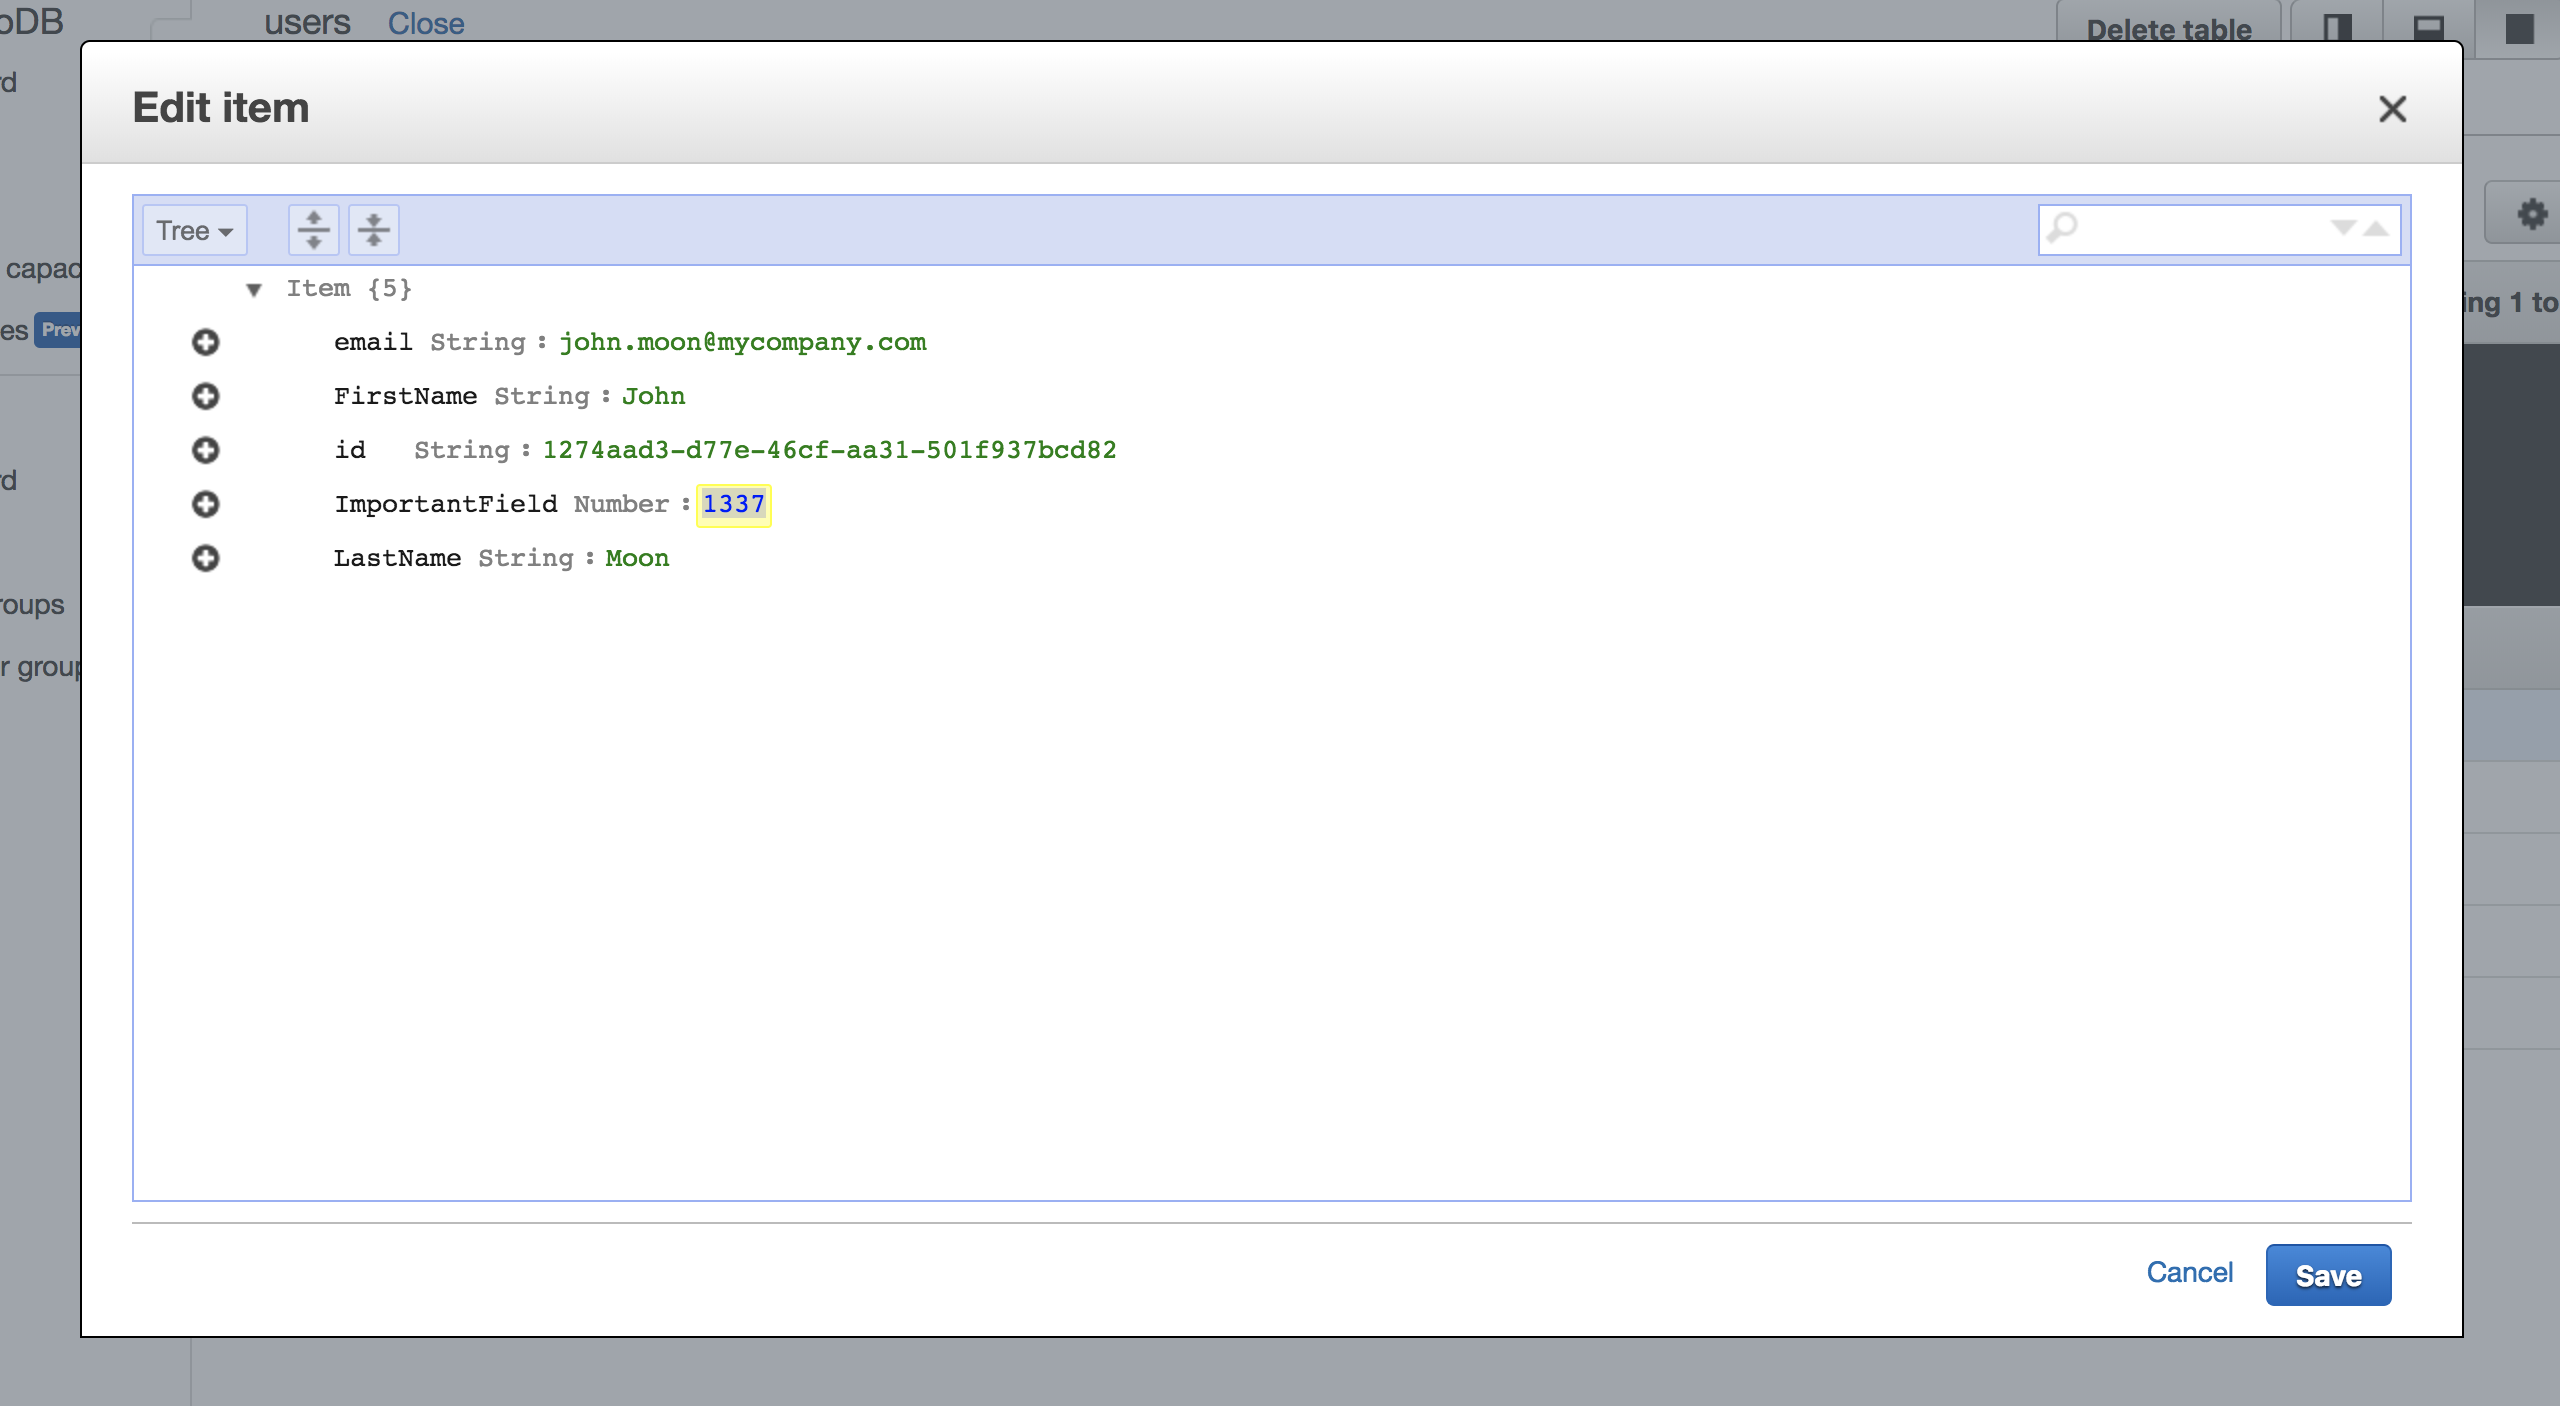 oDB
users Close
Delete table
rd
Edit item
Tree
capac
es Prev
ing 1 to
Item {5}
email String : john.moon@mycompany.com
FirstName String : John
id String : 1274aad3-d77e-46cf-aa31-501f937bcd82
rd
ImportantField Number : 1337
LastName String : Moon
roups
r group
Cancel Save